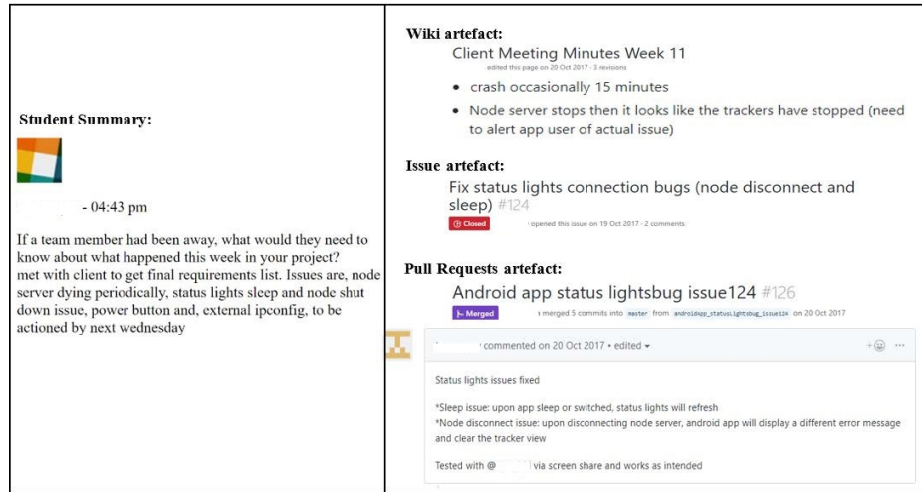 Student Summary:
- 04:43 pm
If a team member had been away, what would they need to
know about what happened this week in your project?
met with client to get final requirements list. Issues are, node
server dying periodically, status lights sleep and node shut
down issue, power button and, external ipconfig, to be
actioned by next wednesday
Wiki artefact:
Client Meeting Minutes Week 11
edited this page on 20 Oct 2017 · 3 revisions
• crash occasionally 15 minutes
• Node server stops then it looks like the trackers have stopped (need
to alert app user of actual issue)
Issue artefact:
Fix status lights connection bugs (node disconnect and
sleep) #124
Closed
opened this issue on 19 Oct 2017 · 2 comments
Pull Requests artefact:
Android app status lightsbug issue124 #126
Merged
merged 5 commits into master from androidApp_statusLightsbug_issue124 on 20 Oct 2017
commented on 20 Oct 2017 • edited
Status lights issues fixed
*Sleep issue: upon app sleep or switched, status lights will refresh
*Node disconnect issue: upon disconnecting node server, android app will display a different error message
and clear the tracker view
Tested with @ via screen share and works as intended